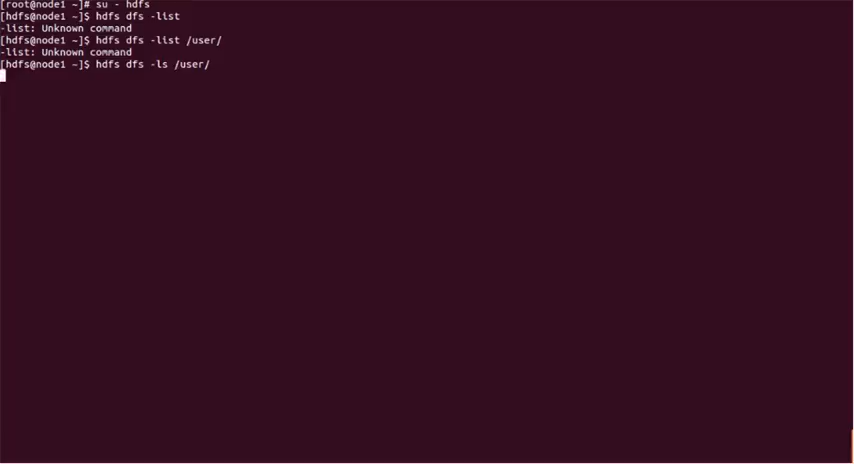 [root@node1 ~]# su - hdfs
[hdfs@node1 ~]$ hdfs dfs -list
-list: Unknown command
[hdfs@node1 ~]$ hdfs dfs -list /user/
-list: Unknown command
[hdfs@node1 ~]$ hdfs dfs -ls /user/